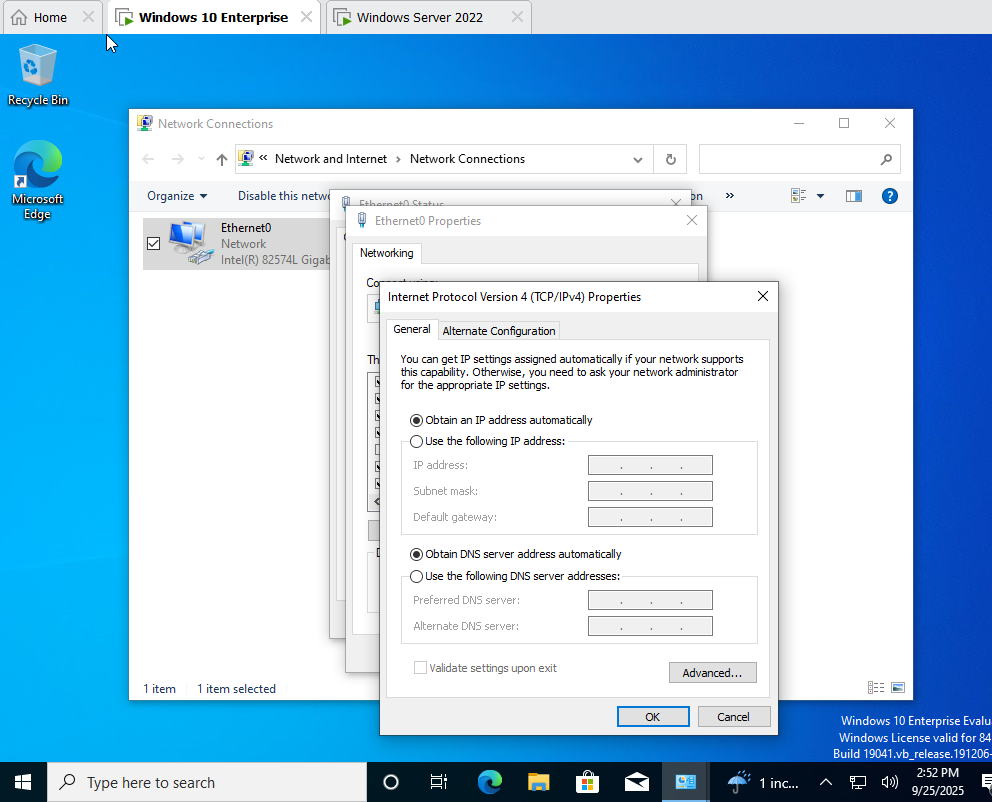 Home
Windows 10 Enterprise
Windows Server 2022
Recycle Bin
Microsoft
Edge
Network Connections
« Network and Internet › Network Connections
Organize
Disable this netwo
on
»
Ethernet0
Network
Intel(R) 82574L Gigab
Ethernet0 Status
Ethernet0 Properties
Networking
Th
Internet Protocol Version 4 (TCP/IPv4) Properties
General
Alternate Configuration
You can get IP settings assigned automatically if your network supports
this capability. Otherwise, you need to ask your network administrator
for the appropriate IP settings.
Obtain an IP address automatically
Use the following IP address:
IP address:
Subnet mask:
Default gateway:
Obtain DNS server address automatically
Use the following DNS server addresses:
Preferred DNS server:
Alternate DNS server:
Validate settings upon exit
Advanced...
OK
Cancel
1 item
1 item selected
Windows 10 Enterprise Evalu
Windows License valid for 84
Build 19041.vb_release.191206-
Type here to search
1 inc...
2:52 PM
9/25/2025